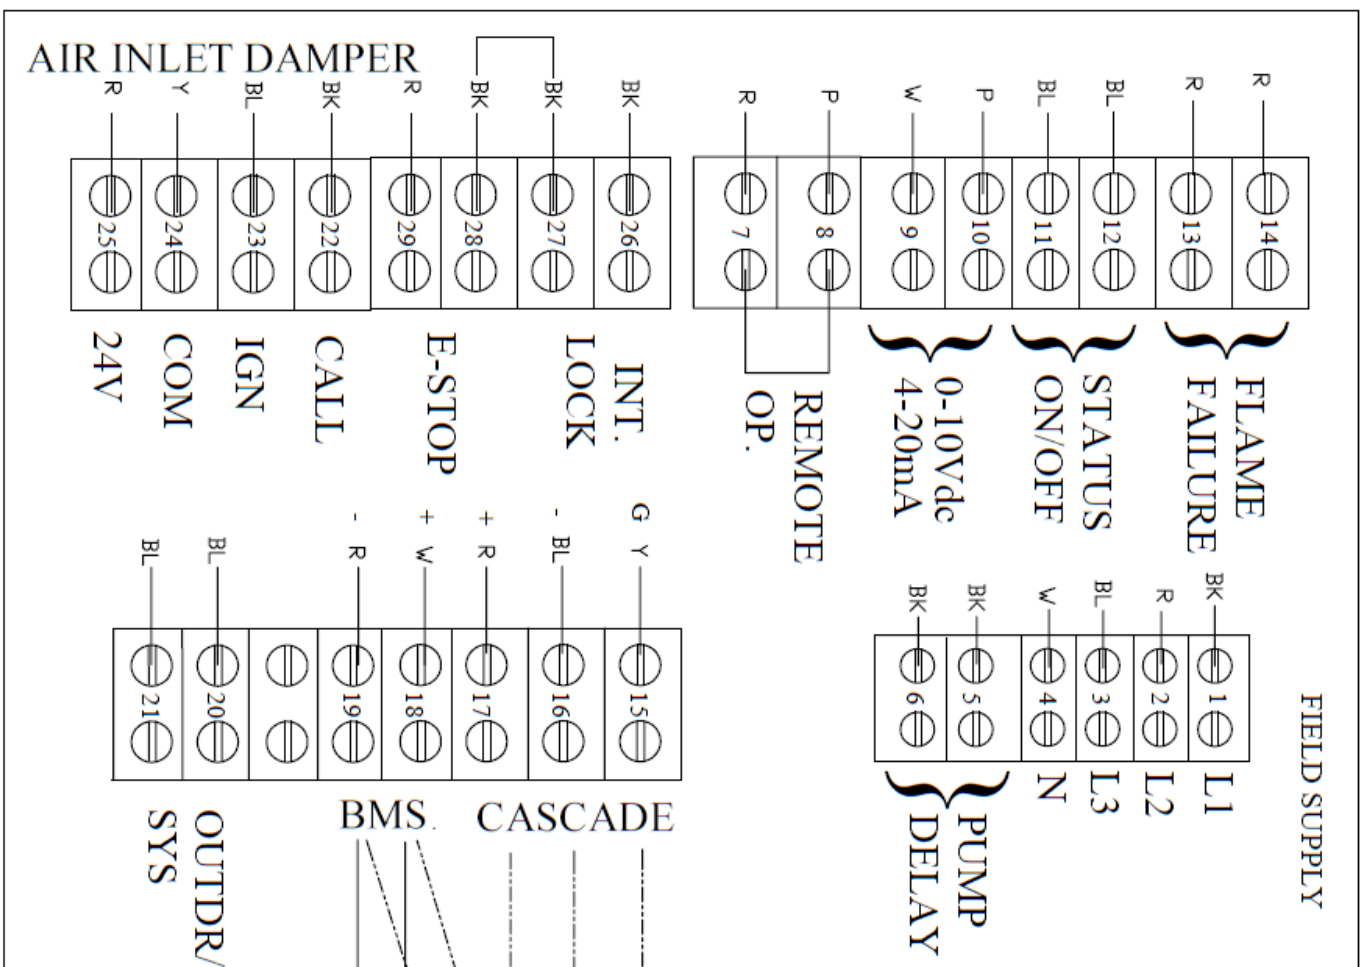 AIR INLET DAMPER
R Y BL BK R BK BK BK
R P W P BL BL R R
25 24 23 22 29 28 27 26
7 8 9 10 11 12 13 14
24V
COM
IGN
CALL
E-STOP
INT.
LOCK
REMOTE
OP.
0-10Vdc
4-20mA
STATUS
ON/OFF
FLAME
FAILURE
- + + - G
BL BL R W R BL Y
BK BK W BL R BK
21 20 19 18 17 16 15
6 5 4 3 2 1
OUTDR/
SYS
BMS.
CASCADE
PUMP
DELAY
N
L3
L2
L1
FIELD SUPPLY